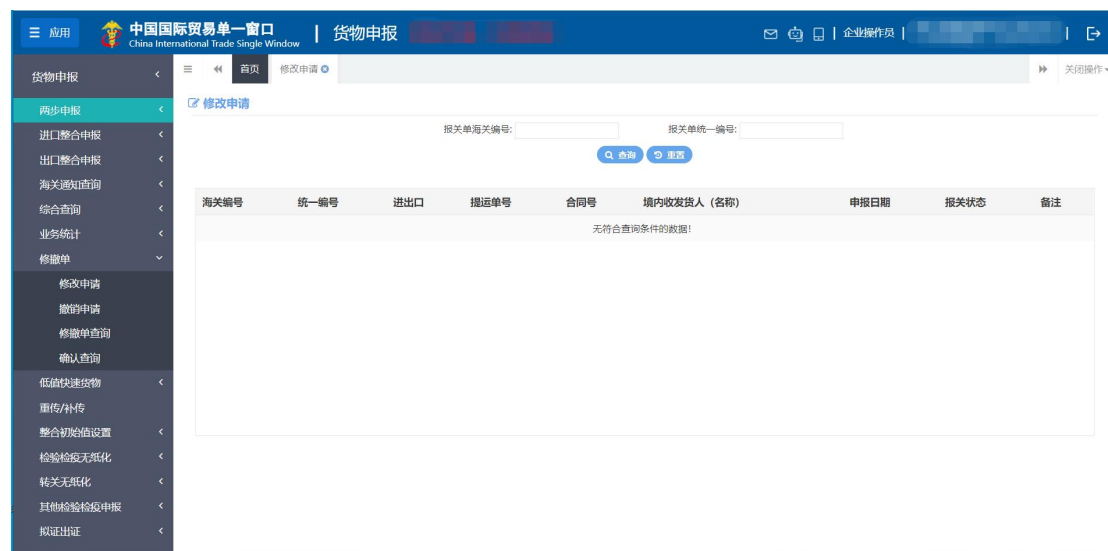 应用
中国国际贸易单一窗口
China International Trade Single Window
货物申报
企业操作员
货物申报
首页
修改申请
关闭操作
两步申报
进口整合申报
出口整合申报
海关通知查询
综合查询
业务统计
修撤单
修改申请
撤销申请
修撤单查询
确认查询
低值快速货物
重传/补传
整合初始值设置
检验检疫无纸化
转关无纸化
其他检验检疫申报
拟证出证
修改申请
报关单海关编号: 报关单统一编号:
查询 重置
海关编号 统一编号 进出口 提运单号 合同号 境内收发货人（名称） 申报日期 报关状态 备注
无符合查询条件的数据!